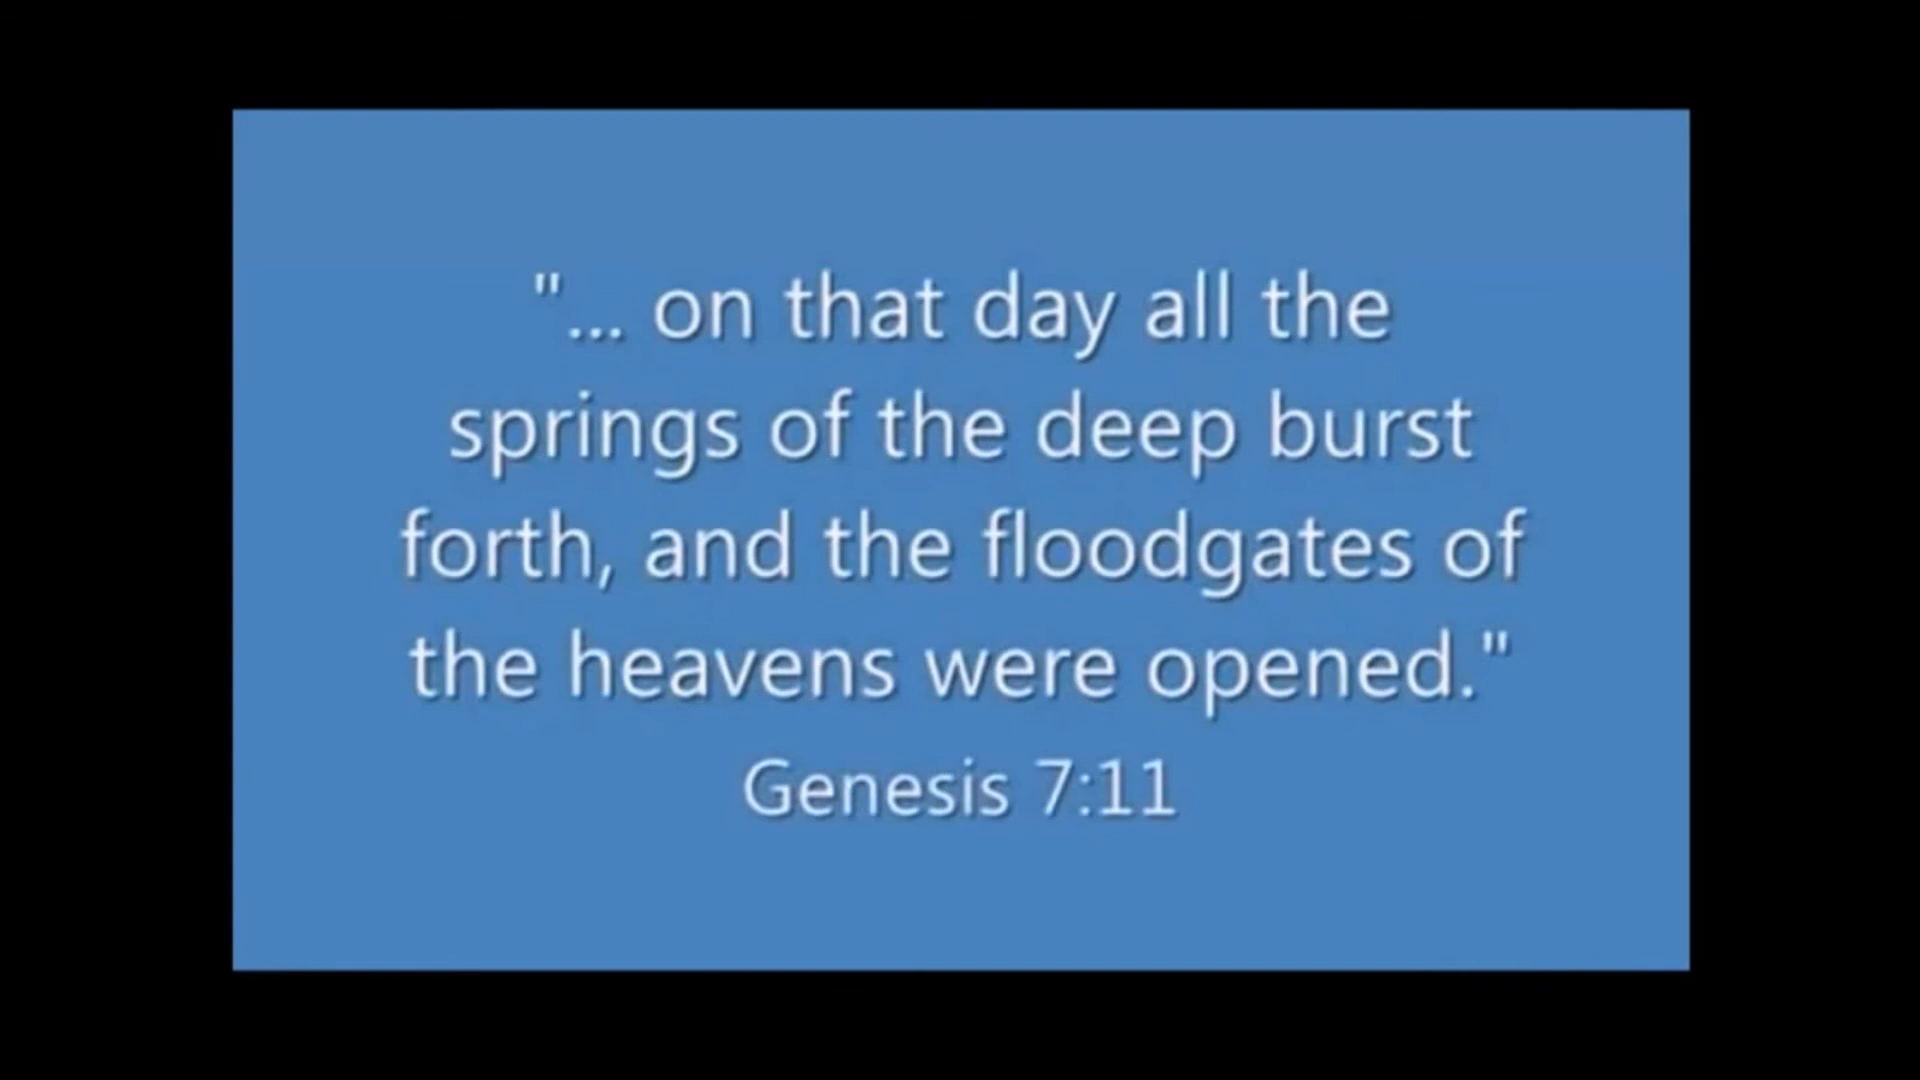 "... on that day all the
springs of the deep burst
forth, and the floodgates of
the heavens were opened."
Genesis 7:11